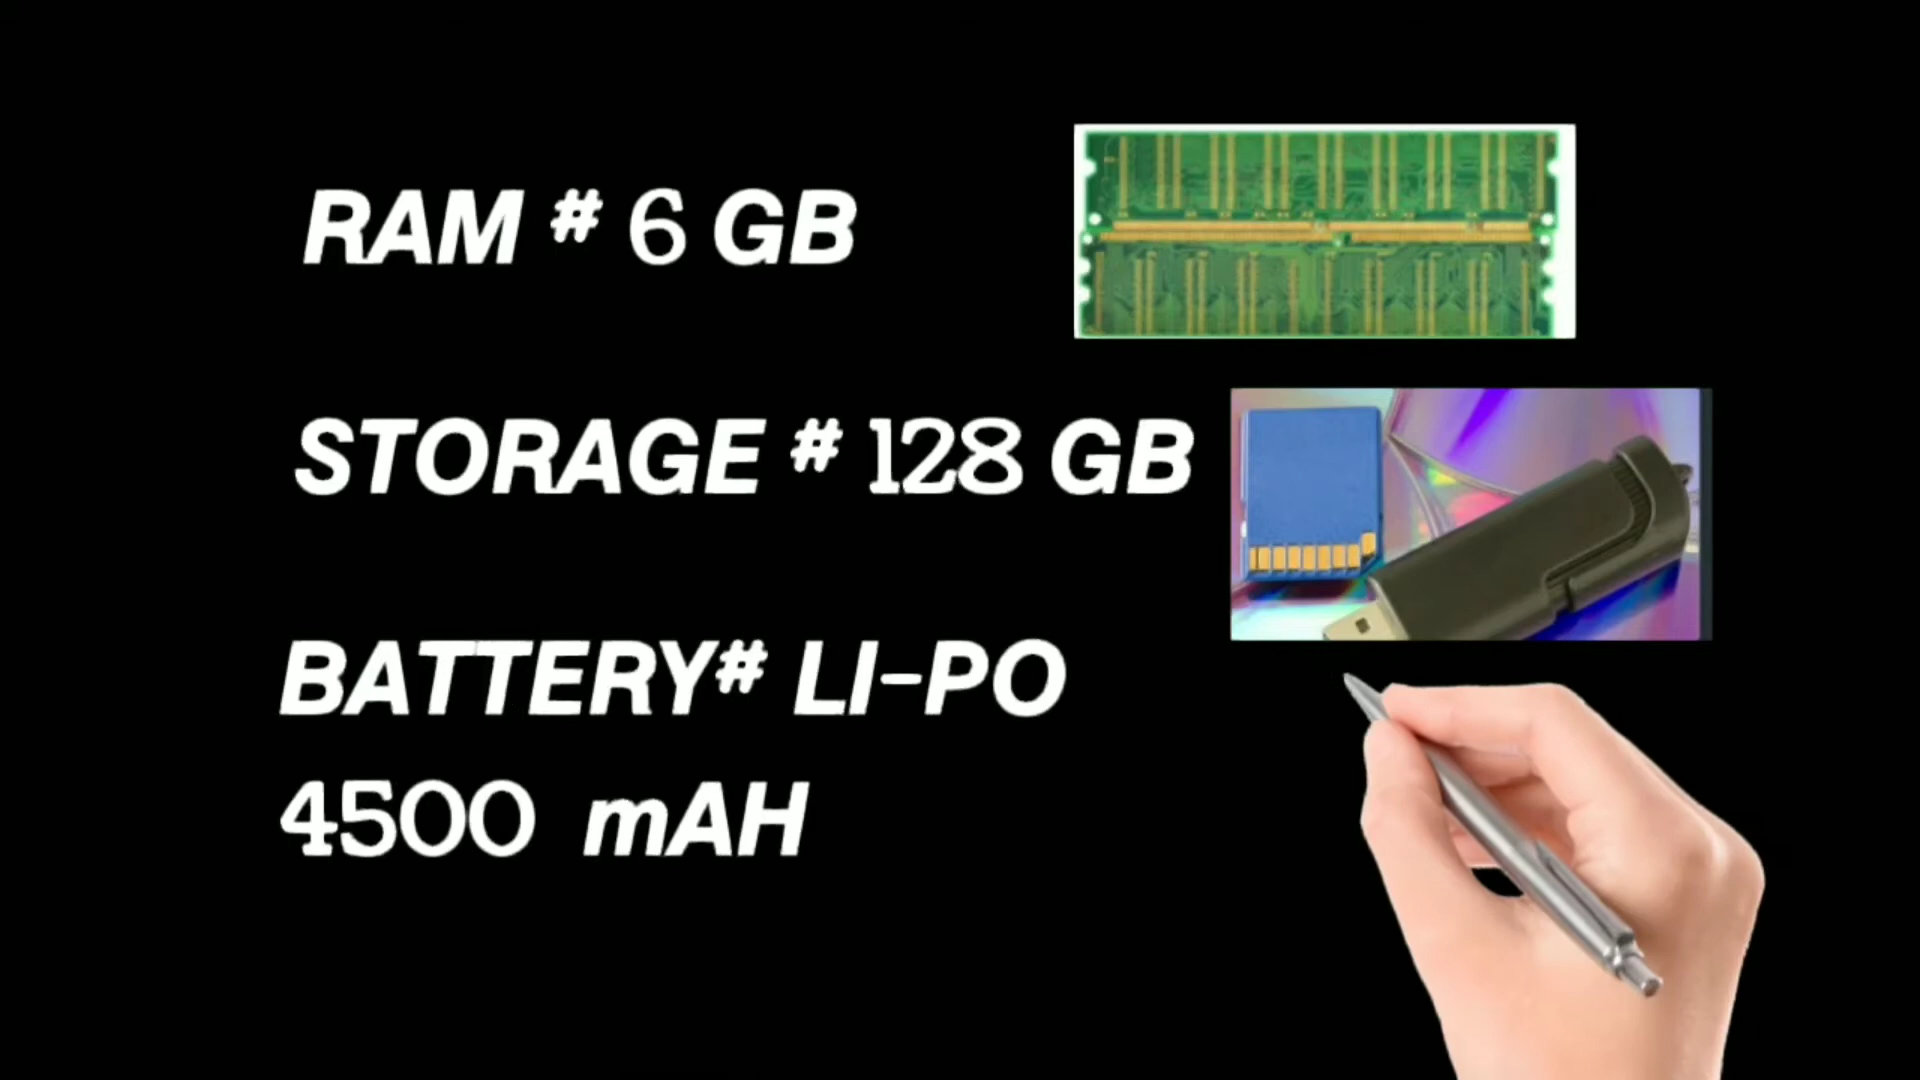 RAM # 6 GB
STORAGE # 128 GB
BATTERY# LI-PO
4500 mAH